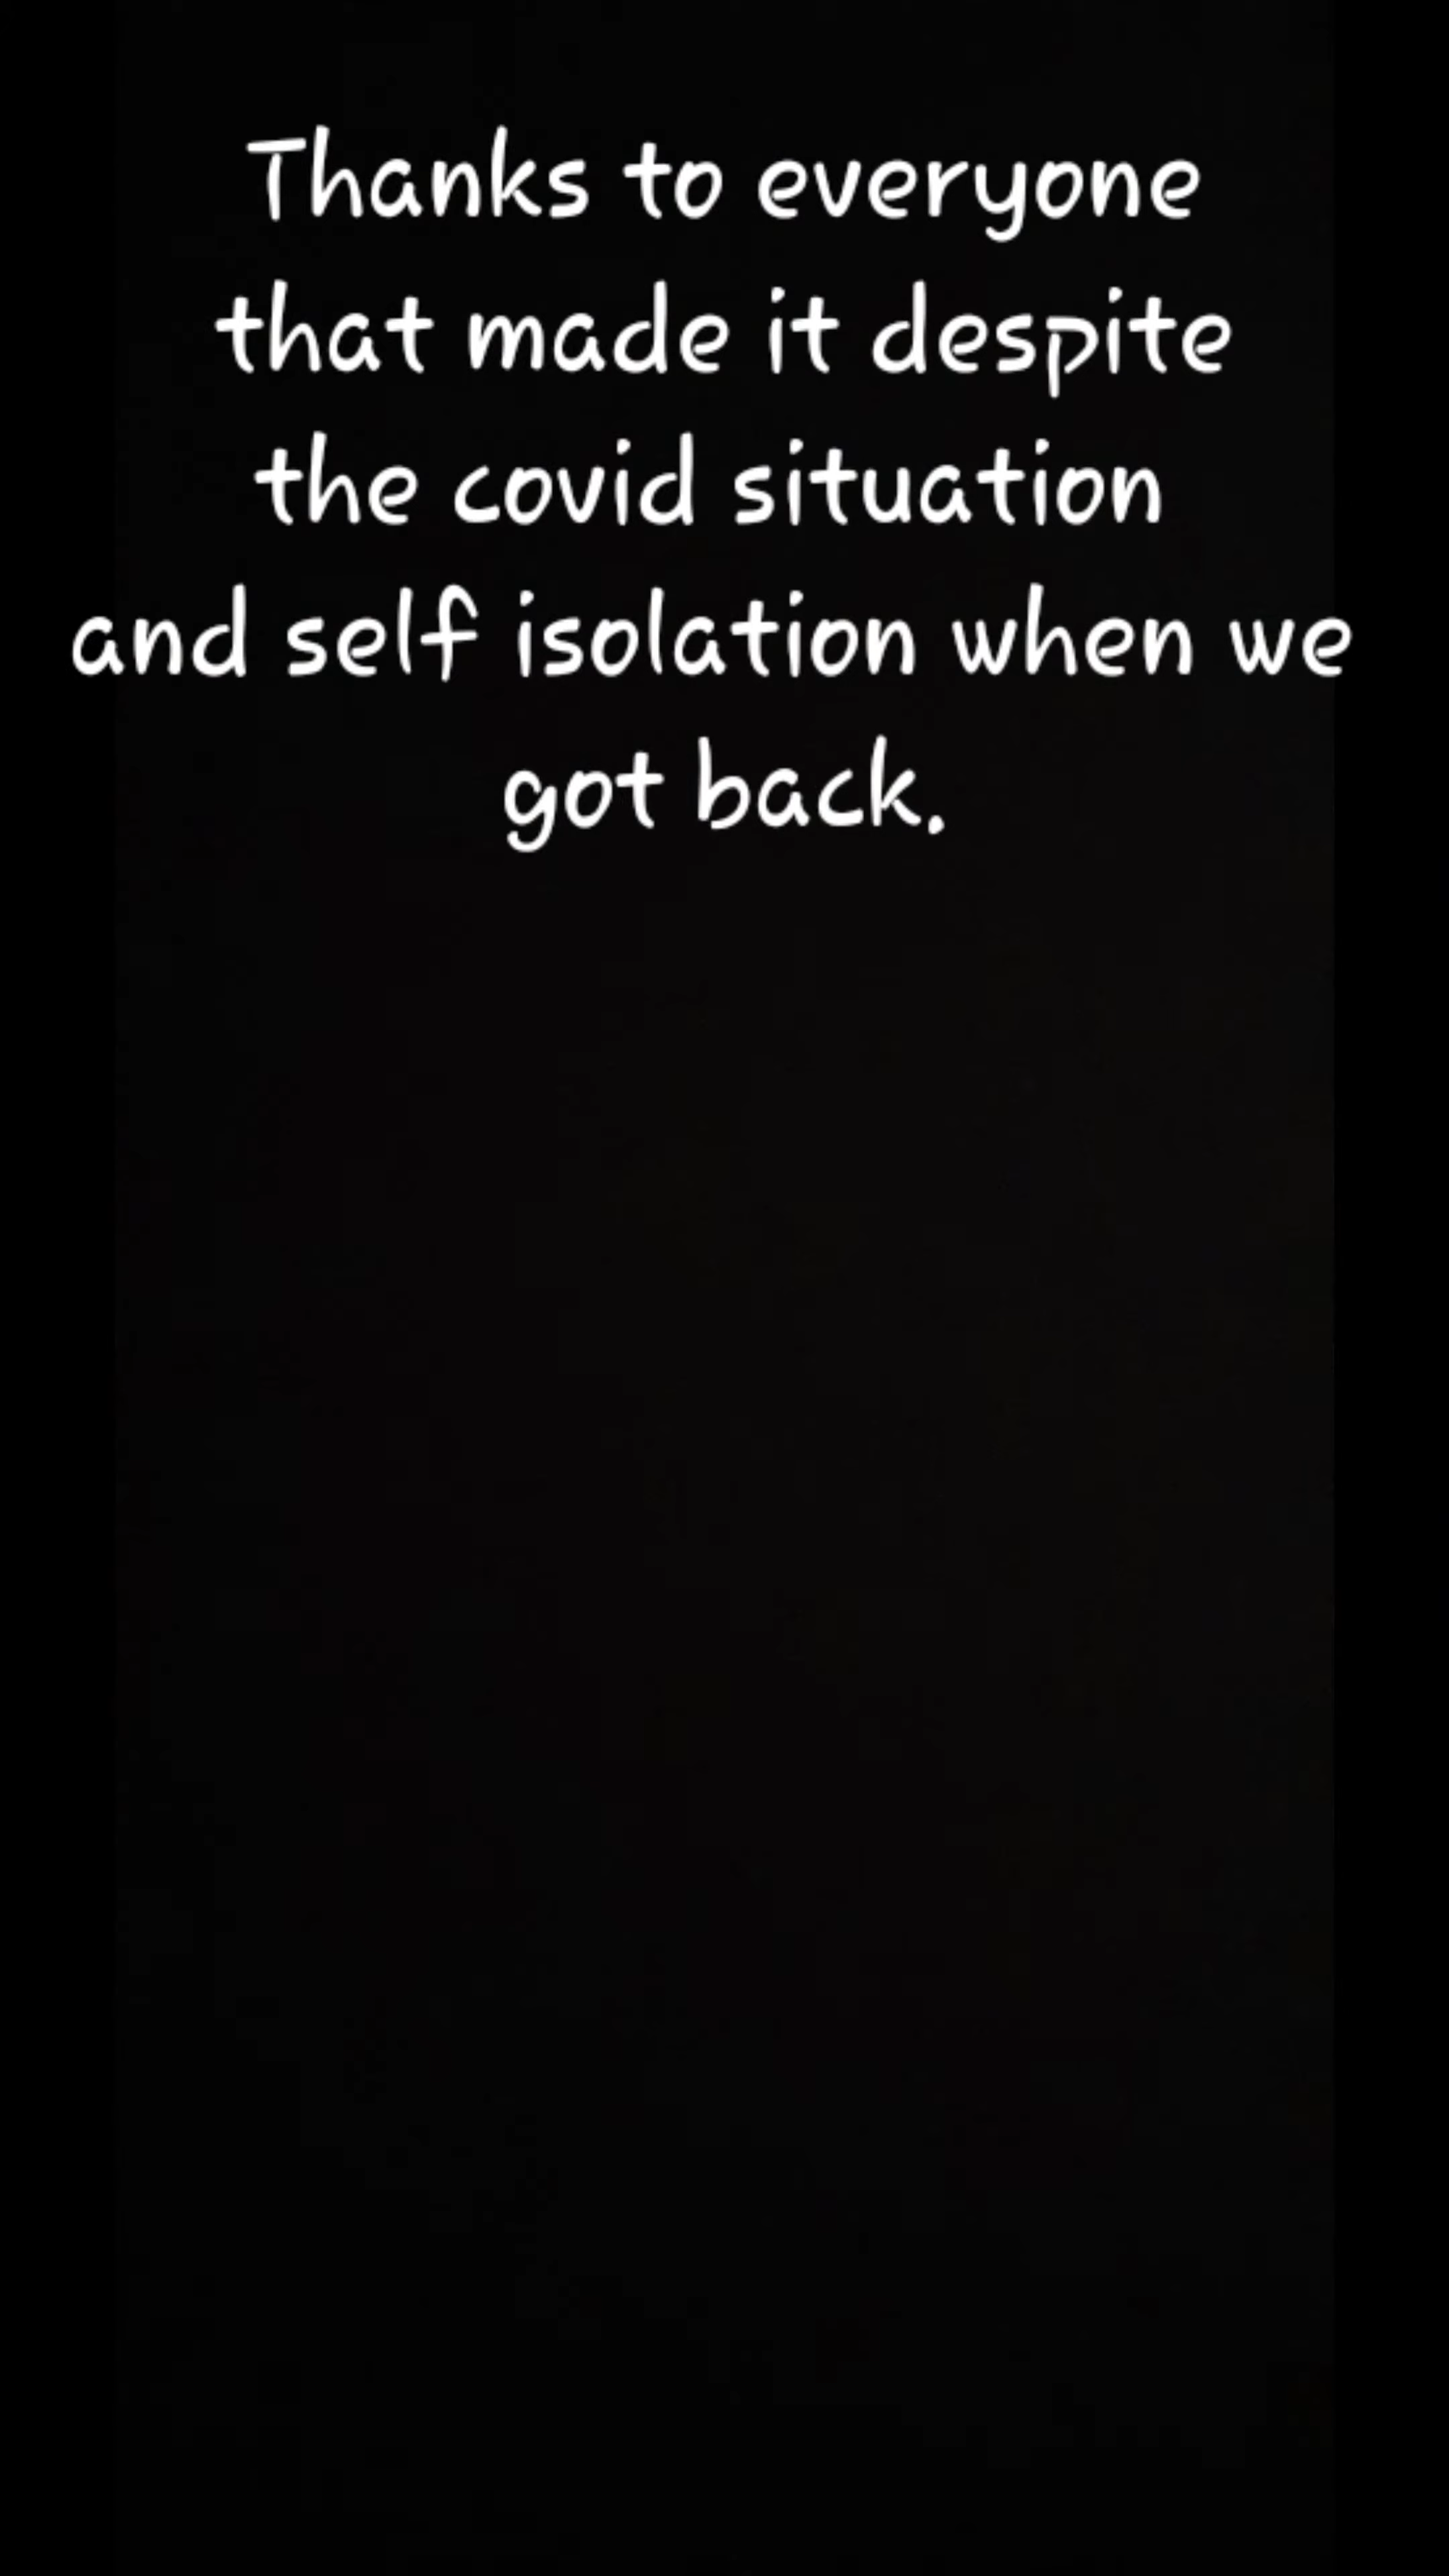 Thanks to everyone
that made it despite
the covid situation
and self isolation when we
got back.